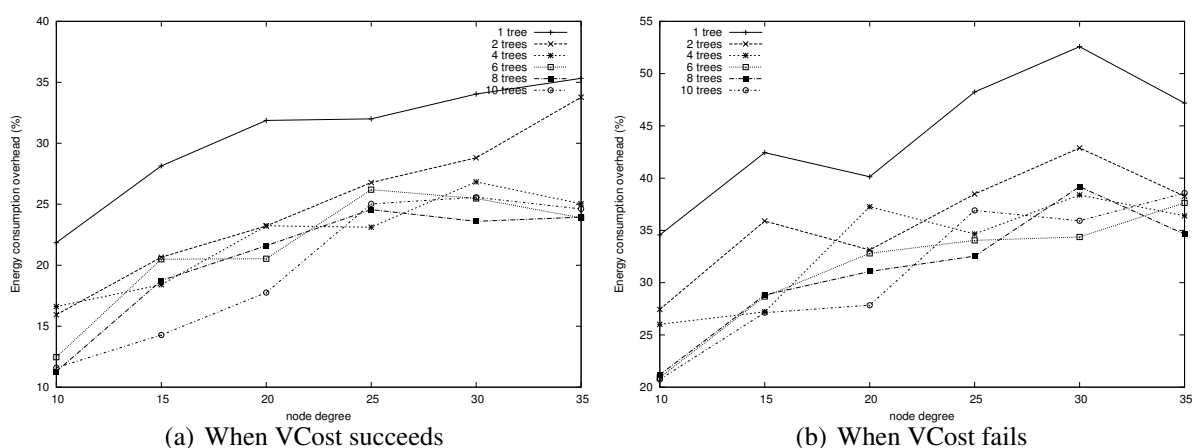 40
35
30
25
20
15
10
Energy consumption overhead (%)
1 tree
2 trees
4 trees
6 trees
8 trees
10 trees
10 15 20 25 30 35
node degree
(a) When VCost succeeds
55
50
45
40
35
30
25
20
Energy consumption overhead (%)
1 tree
2 trees
4 trees
6 trees
8 trees
10 trees
10 15 20 25 30 35
node degree
(b) When VCost fails